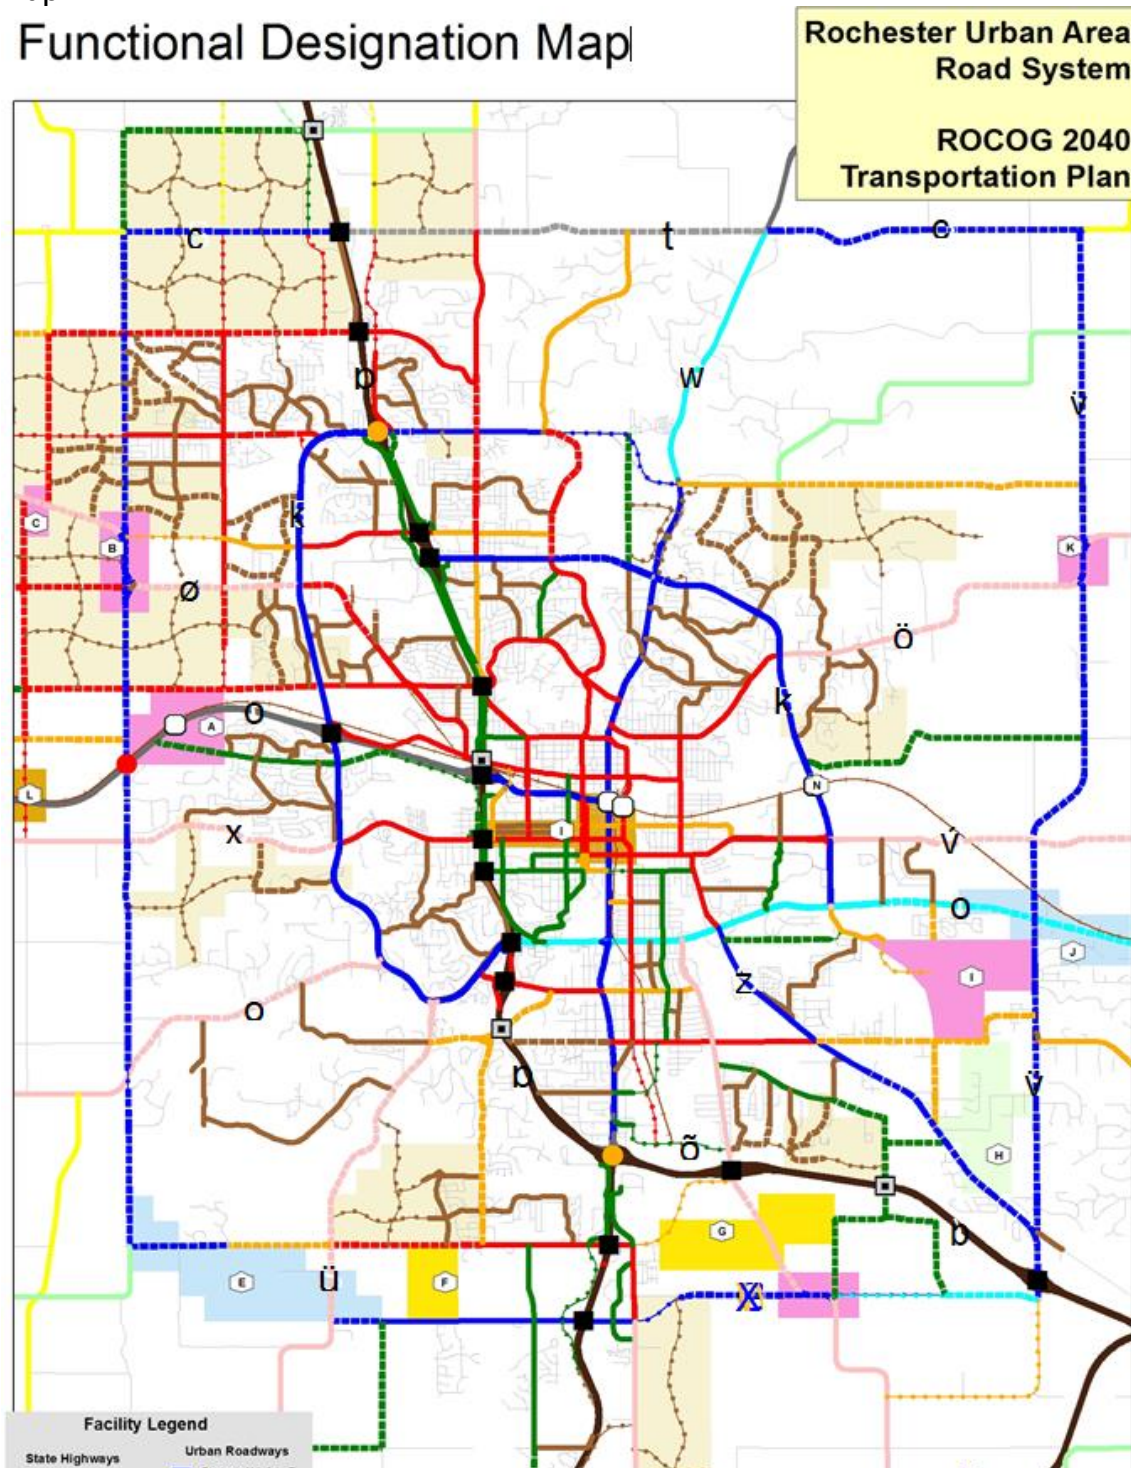 Functional Designation Map
Rochester Urban Area
Road System
ROCOG 2040
Transportation Plan
c
t
c
p
w
v̈
k
C
B
K
ø
Ö
k
o
A
L
N
x
I
v́
o
J
I
z
o
p
V̈
õ
H
G
b
E
ü
F
X
Facility Legend
State Highways
Urban Roadways